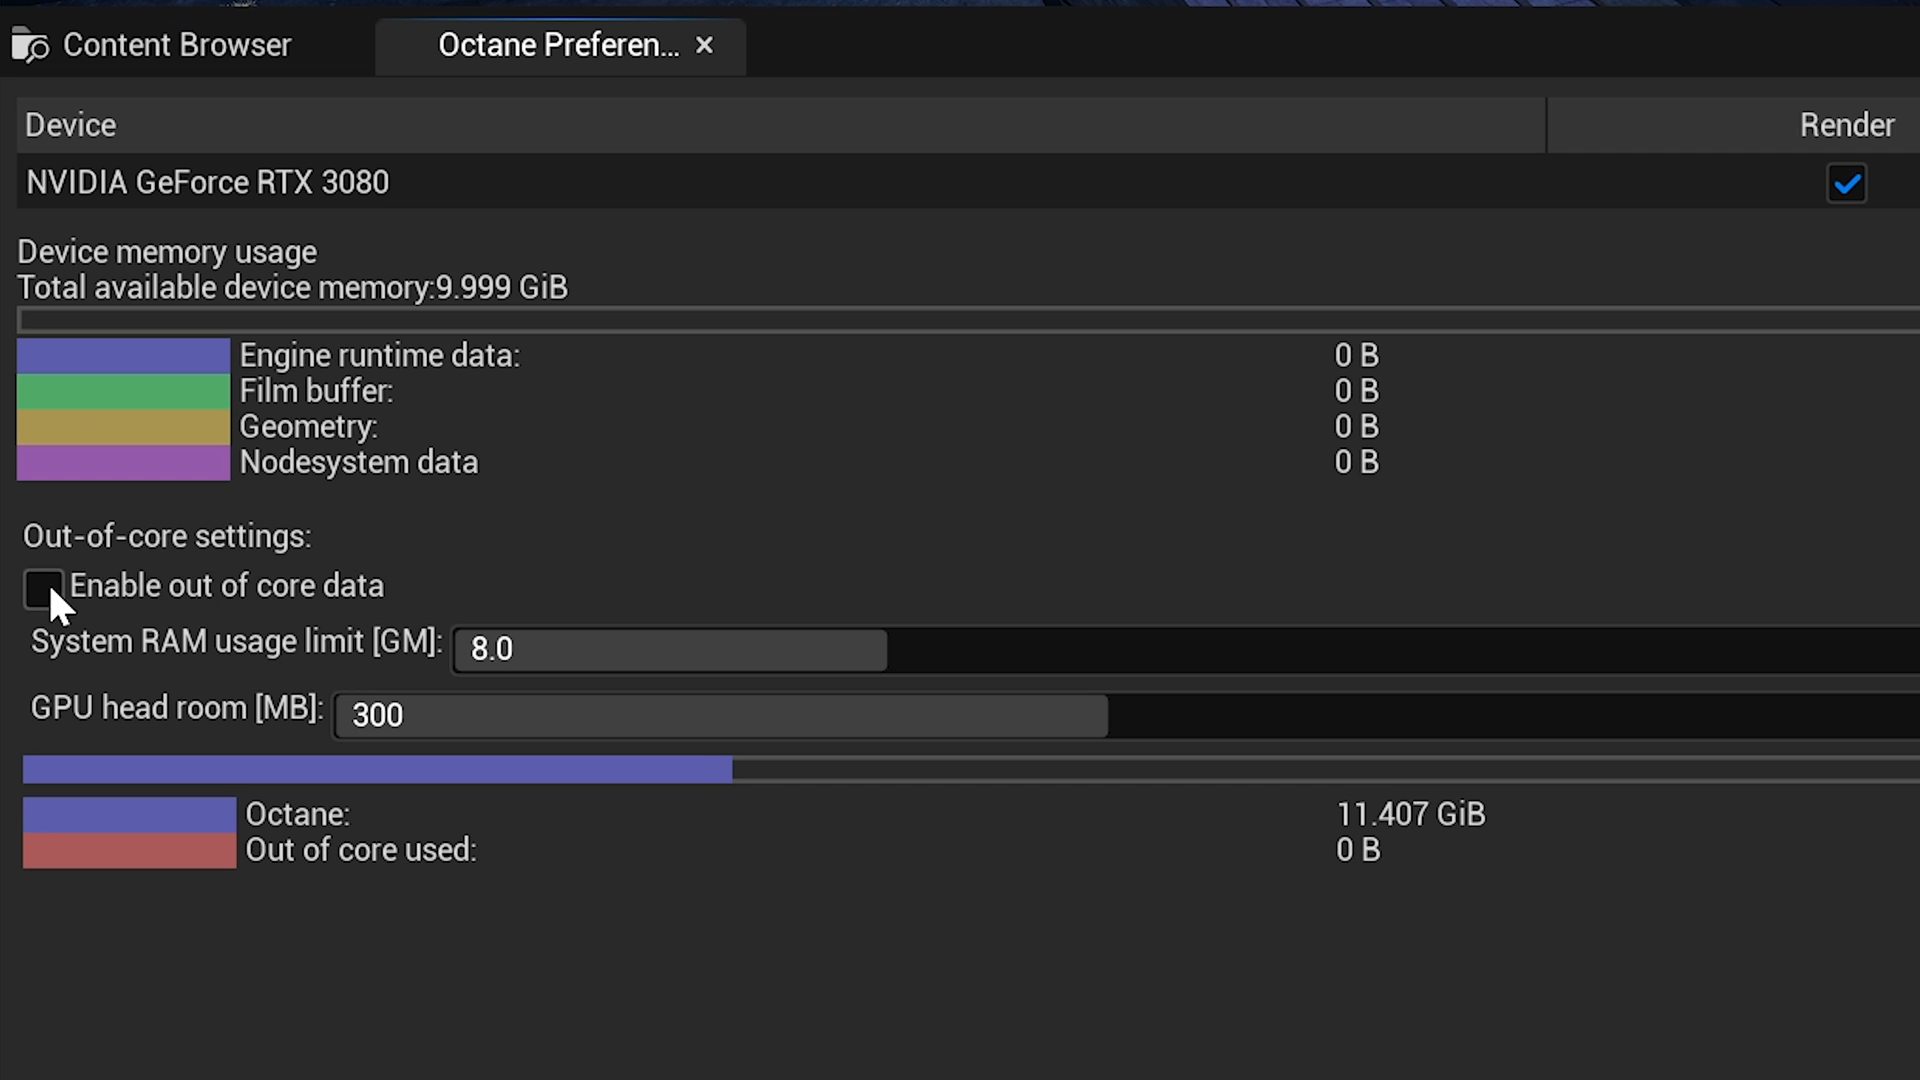 Content Browser
Octane Preferen...
Device Render
NVIDIA GeForce RTX 3080
Device memory usage
Total available device memory:9.999 GiB
Engine runtime data: 0 B
Film buffer: 0 B
Geometry: 0 B
Nodesystem data 0 B
Out-of-core settings:
Enable out of core data
System RAM usage limit [GM]: 8.0
GPU head room [MB]: 300
Octane: 11.407 GiB
Out of core used: 0 B